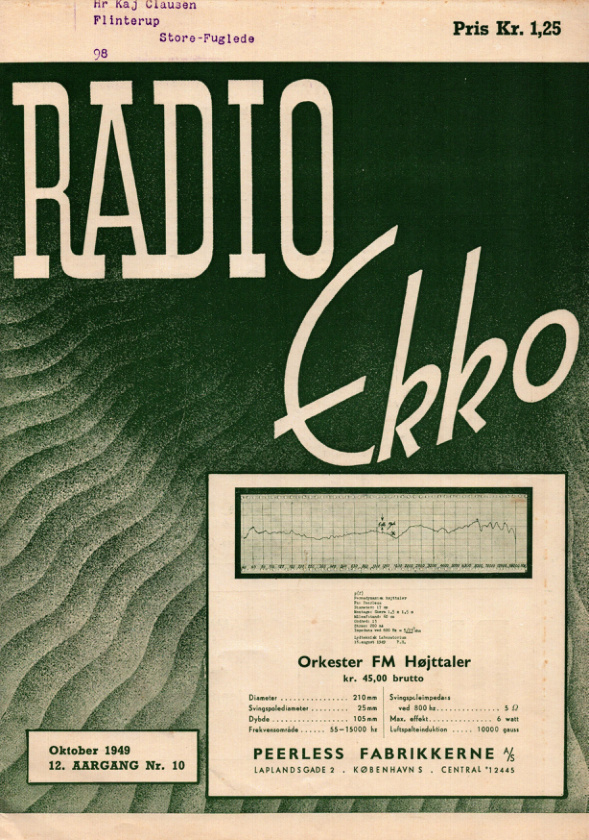 Hr Kaj Clausen
Flinterup
Store-Fuglede
98
Pris Kr. 1,25
RADIO
Ekko
Orkester FM Højttaler
kr. 45,00 brutto
Diameter .................. 210mm
Svingspolediameter ......... 25mm
Dybde ..................... 105mm
Frekvensområde ...... 55-15000 hz
Svingspoleimpedans
ved 800 hz................ 5 Ω
Max. effekt............... 6 watt
Luftspalteinduktion ..... 10000 gauss
PEERLESS FABRIKKERNE A/S
LAPLANDSGADE 2 . KØBENHAVN S . CENTRAL *12445
Oktober 1949
12. AARGANG Nr. 10